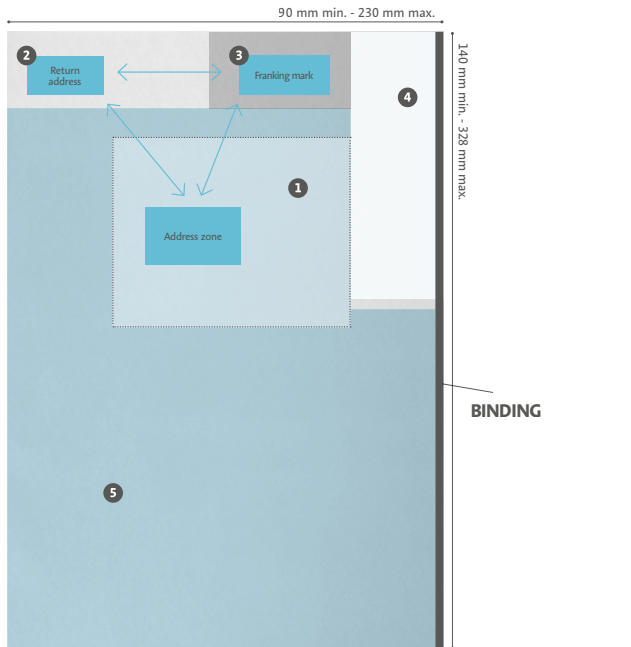 90 mm min. - 230 mm max.
2
Return
address
3
Franking mark
4
140 mm min. - 328 mm max.
1
Address zone
BINDING
5